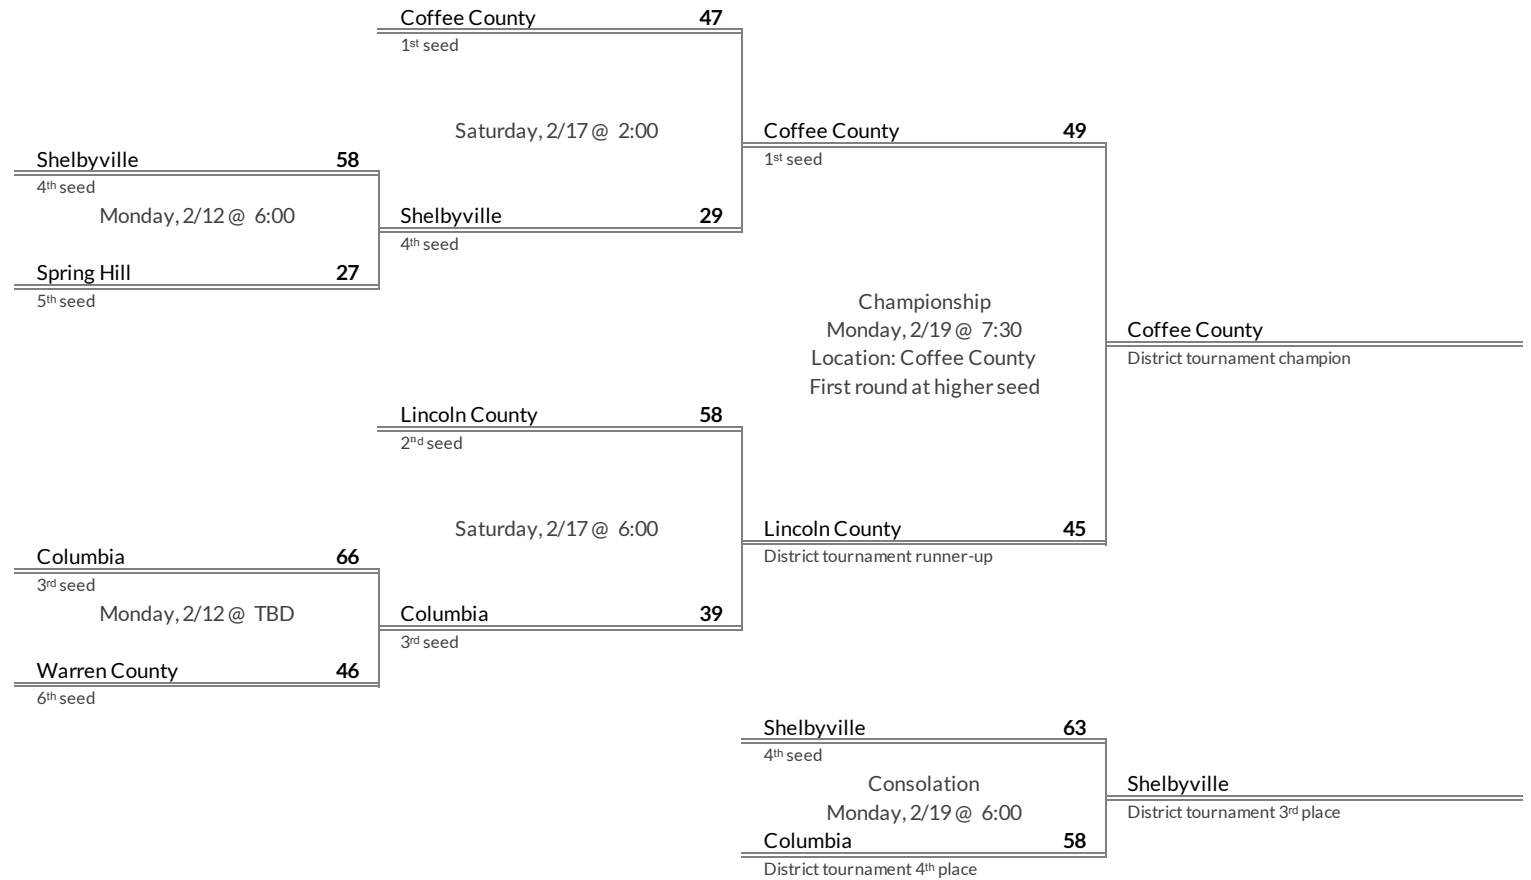 Coffee County 47
1st seed
Saturday, 2/17 @ 2:00
Coffee County 49
1st seed
Shelbyville 58
4th seed
Monday, 2/12 @ 6:00
Shelbyville 29
4th seed
Spring Hill 27
5th seed
Championship
Monday, 2/19 @ 7:30
Location: Coffee County
First round at higher seed
Coffee County
District tournament champion
Lincoln County 58
2nd seed
Saturday, 2/17 @ 6:00
Lincoln County 45
District tournament runner-up
Columbia 66
3rd seed
Monday, 2/12 @ TBD
Columbia 39
3rd seed
Warren County 46
6th seed
Shelbyville 63
4th seed
Consolation
Monday, 2/19 @ 6:00
Shelbyville
District tournament 3rd place
Columbia 58
District tournament 4th place